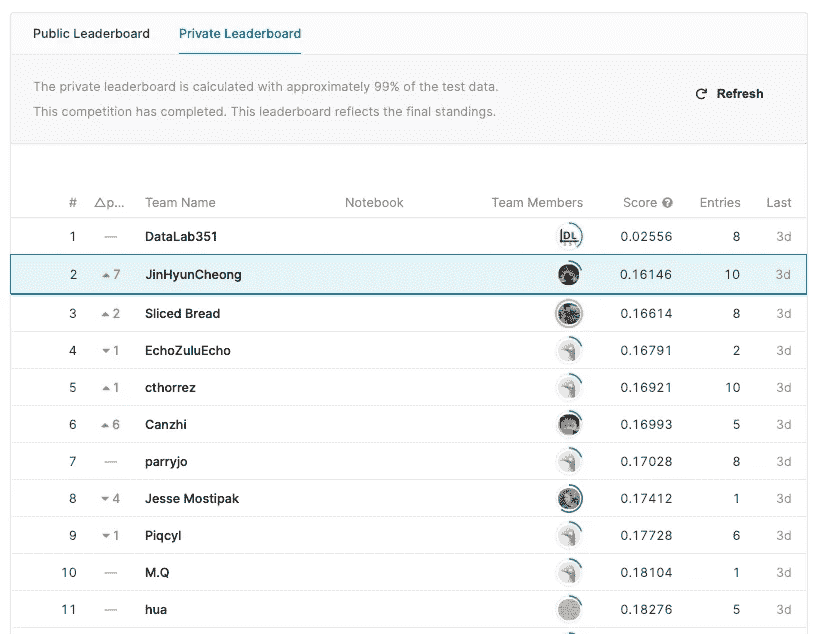 Public Leaderboard Private Leaderboard
The private leaderboard is calculated with approximately 99% of the test data.
This competition has completed. This leaderboard reflects the final standings.
Refresh
# △p... Team Name Notebook Team Members Score Entries Last
1 — DataLab351 DL 0.02556 8 3d
2 ▲7 JinHyunCheong 0.16146 10 3d
3 ▲2 Sliced Bread 0.16614 8 3d
4 ▼1 EchoZuluEcho 0.16791 2 3d
5 ▲1 cthorrez 0.16921 10 3d
6 ▲6 Canzhi 0.16993 5 3d
7 — parryjo 0.17028 8 3d
8 ▼4 Jesse Mostipak 0.17412 1 3d
9 ▼1 Piqcyl 0.17728 6 3d
10 — M.Q 0.18104 1 3d
11 — hua 0.18276 5 3d